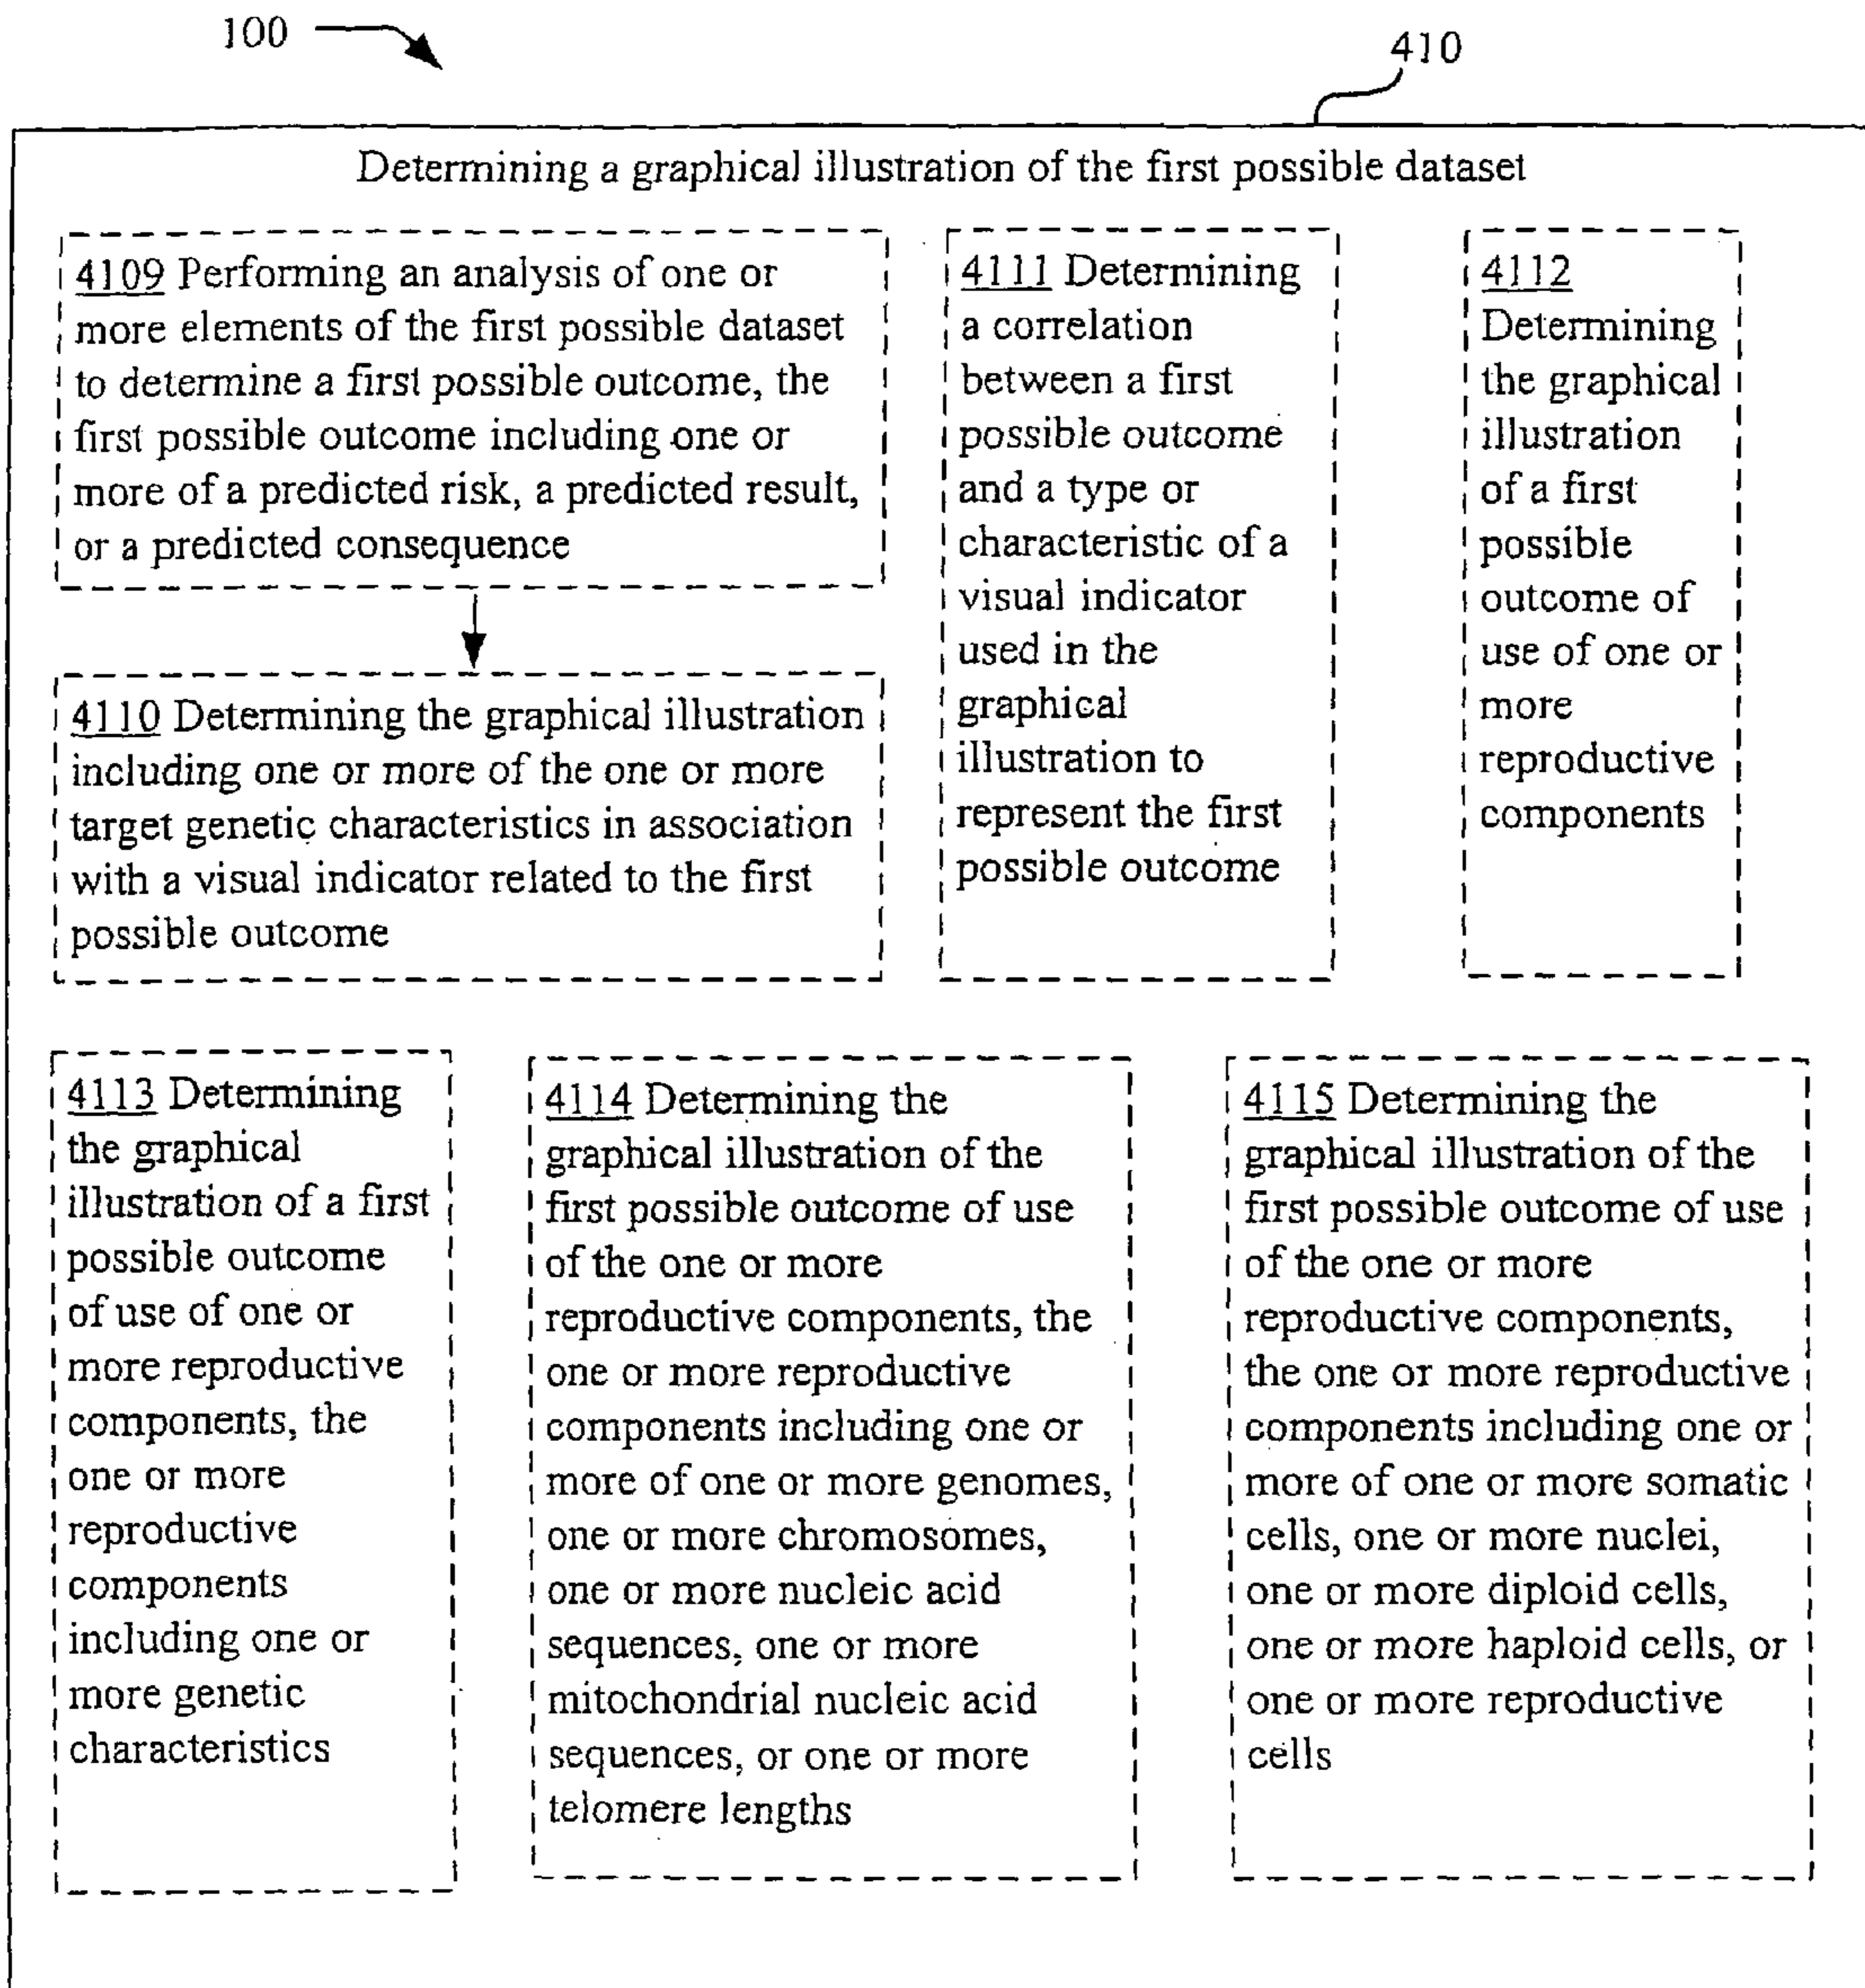 100
410
Determining a graphical illustration of the first possible dataset
4109 Performing an analysis of one or
more elements of the first possible dataset
to determine a first possible outcome, the
first possible outcome including one or
more of a predicted risk, a predicted result,
or a predicted consequence
4110 Determining the graphical illustration
including one or more of the one or more
target genetic characteristics in association
with a visual indicator related to the first
possible outcome
4111 Determining
a correlation
between a first
possible outcome
and a type or
characteristic of a
visual indicator
used in the
graphical
illustration to
represent the first
possible outcome
4112
Determining
the graphical
illustration
of a first
possible
outcome of
use of one or
more
reproductive
components
4113 Determining
the graphical
illustration of a first
possible outcome
of use of one or
more reproductive
components, the
one or more
reproductive
components
including one or
more genetic
characteristics
4114 Determining the
graphical illustration of the
first possible outcome of use
of the one or more
reproductive components, the
one or more reproductive
components including one or
more of one or more genomes,
one or more chromosomes,
one or more nucleic acid
sequences, one or more
mitochondrial nucleic acid
sequences, or one or more
telomere lengths
4115 Determining the
graphical illustration of the
first possible outcome of use
of the one or more
reproductive components,
the one or more reproductive
components including one or
more of one or more somatic
cells, one or more nuclei,
one or more diploid cells,
one or more haploid cells, or
one or more reproductive
cells